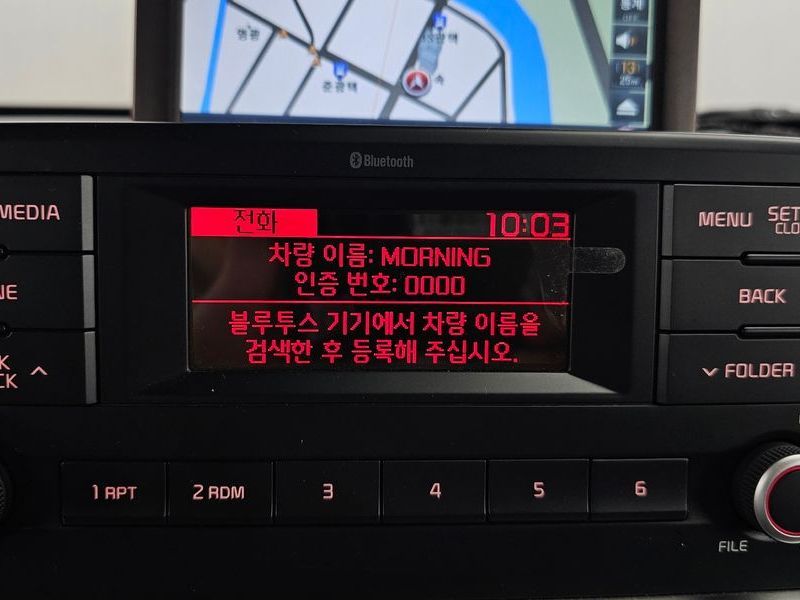 13
Bluetooth
MEDIA
MENU
BACK
FOLDER
전화 10:03
차량 이름: MORNING
인증 번호: 0000
블루투스 기기에서 차량 이름을
검색한 후 등록해 주십시오.
1 RPT
2 RDM
3
4
5
6
FILE